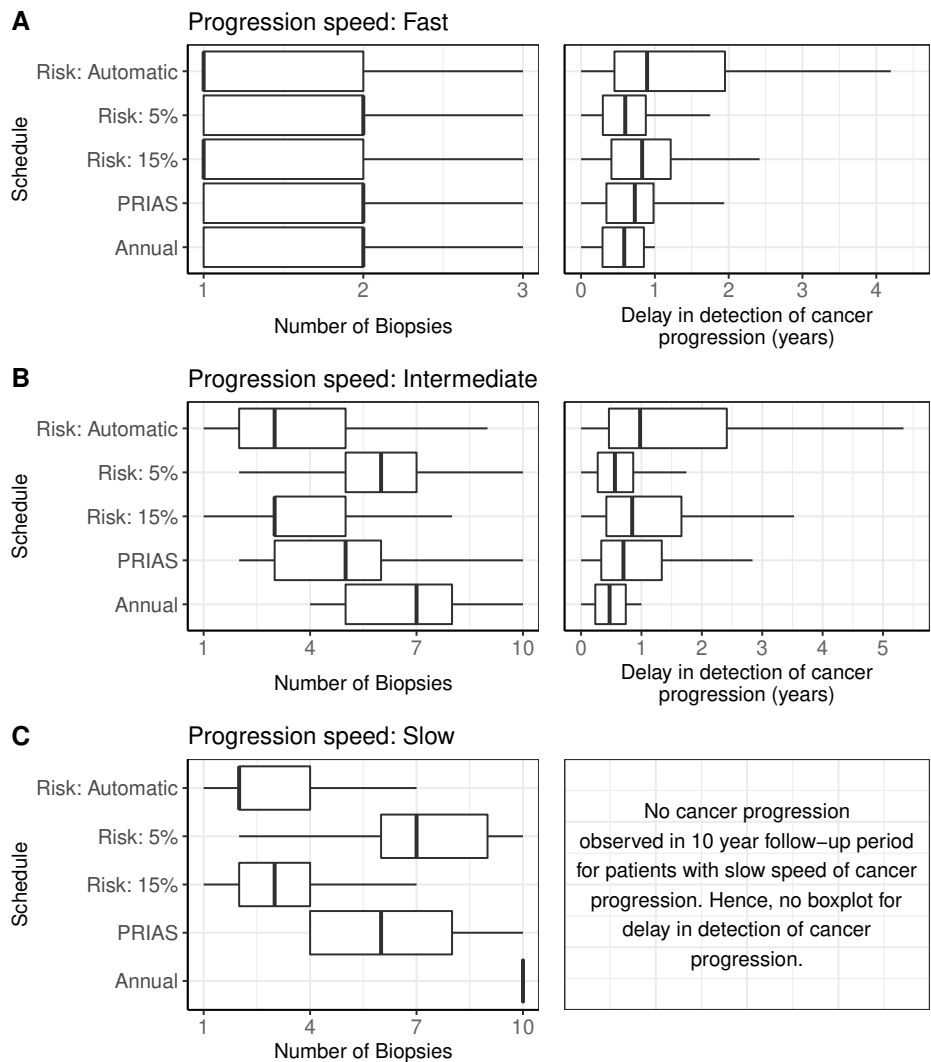 A
Progression speed: Fast
Schedule
Risk: Automatic
Risk: 5%
Risk: 15%
PRIAS
Annual
1 2 3
Number of Biopsies
0 1 2 3 4
Delay in detection of cancer
progression (years)
B
Progression speed: Intermediate
Schedule
Risk: Automatic
Risk: 5%
Risk: 15%
PRIAS
Annual
1 4 7 10
Number of Biopsies
0 1 2 3 4 5
Delay in detection of cancer
progression (years)
C
Progression speed: Slow
Schedule
Risk: Automatic
Risk: 5%
Risk: 15%
PRIAS
Annual
1 4 7 10
Number of Biopsies
No cancer progression
observed in 10 year follow−up period
for patients with slow speed of cancer
progression. Hence, no boxplot for
delay in detection of cancer
progression.